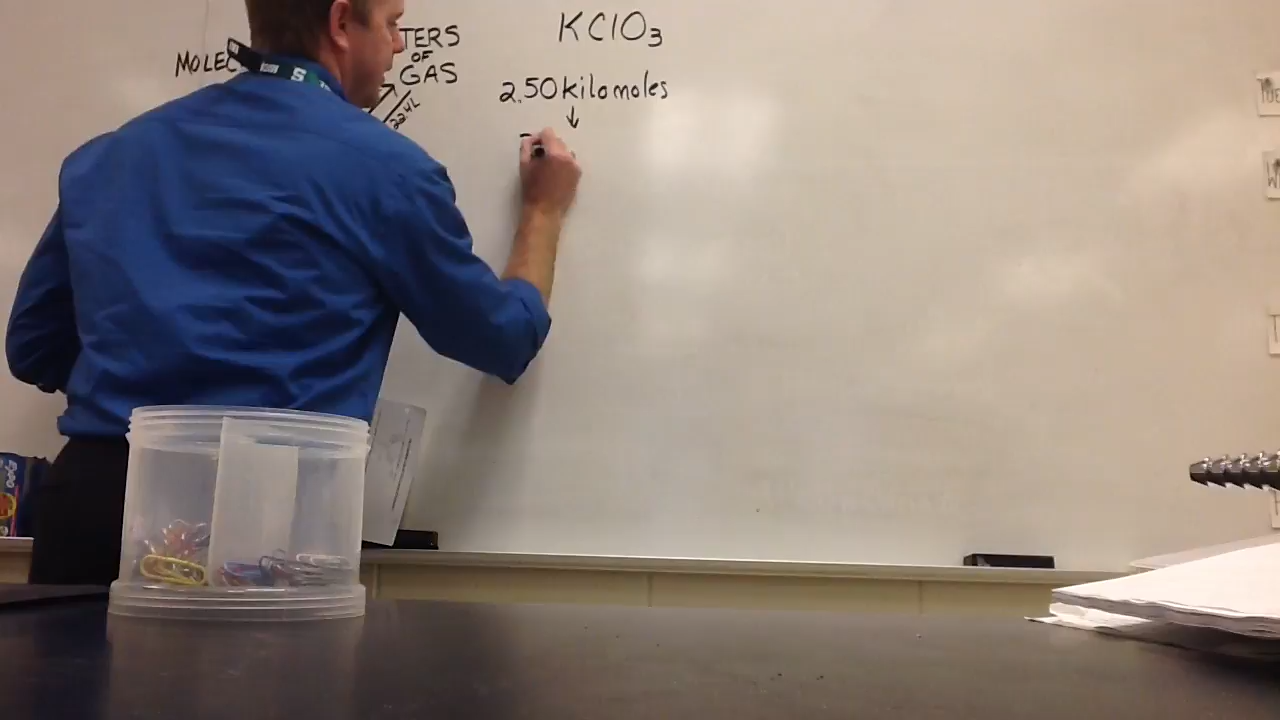 KClO₃
2.50 kilomoles
MOLEC
TERS
OF
GAS
22.4L